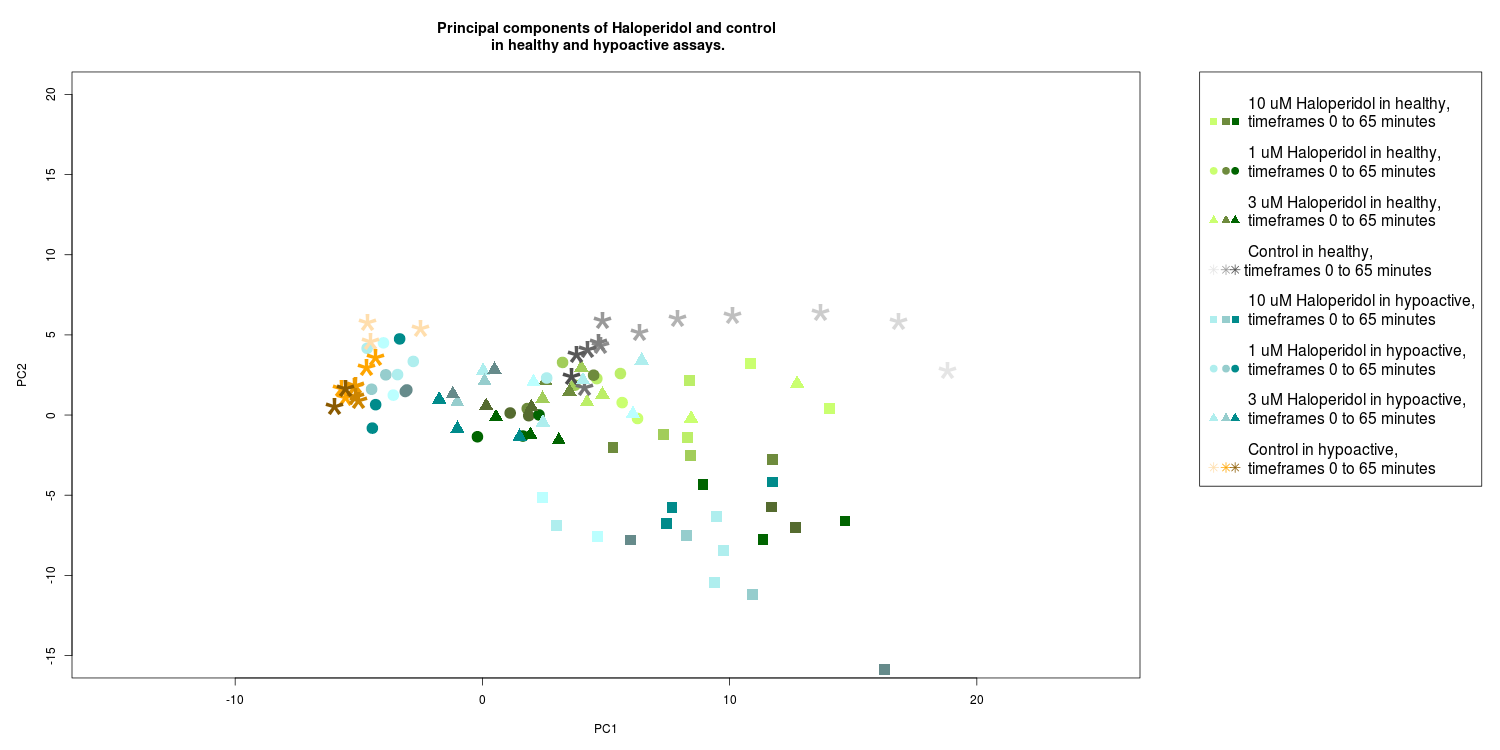 Principal components of Haloperidol and control
in healthy and hypoactive assays.
20
15
10
5
0
-5
-10
-15
PC2
-10
0
10
20
PC1
10 uM Haloperidol in healthy,
timeframes 0 to 65 minutes
1 uM Haloperidol in healthy,
timeframes 0 to 65 minutes
3 uM Haloperidol in healthy,
timeframes 0 to 65 minutes
Control in healthy,
timeframes 0 to 65 minutes
10 uM Haloperidol in hypoactive,
timeframes 0 to 65 minutes
1 uM Haloperidol in hypoactive,
timeframes 0 to 65 minutes
3 uM Haloperidol in hypoactive,
timeframes 0 to 65 minutes
Control in hypoactive,
timeframes 0 to 65 minutes